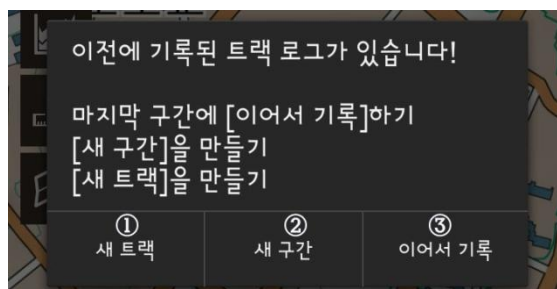 이전에 기록된 트랙 로그가 있습니다!
마지막 구간에 [이어서 기록]하기
[새 구간]을 만들기
[새 트랙]을 만들기
① ② ③
새 트랙 새 구간 이어서 기록